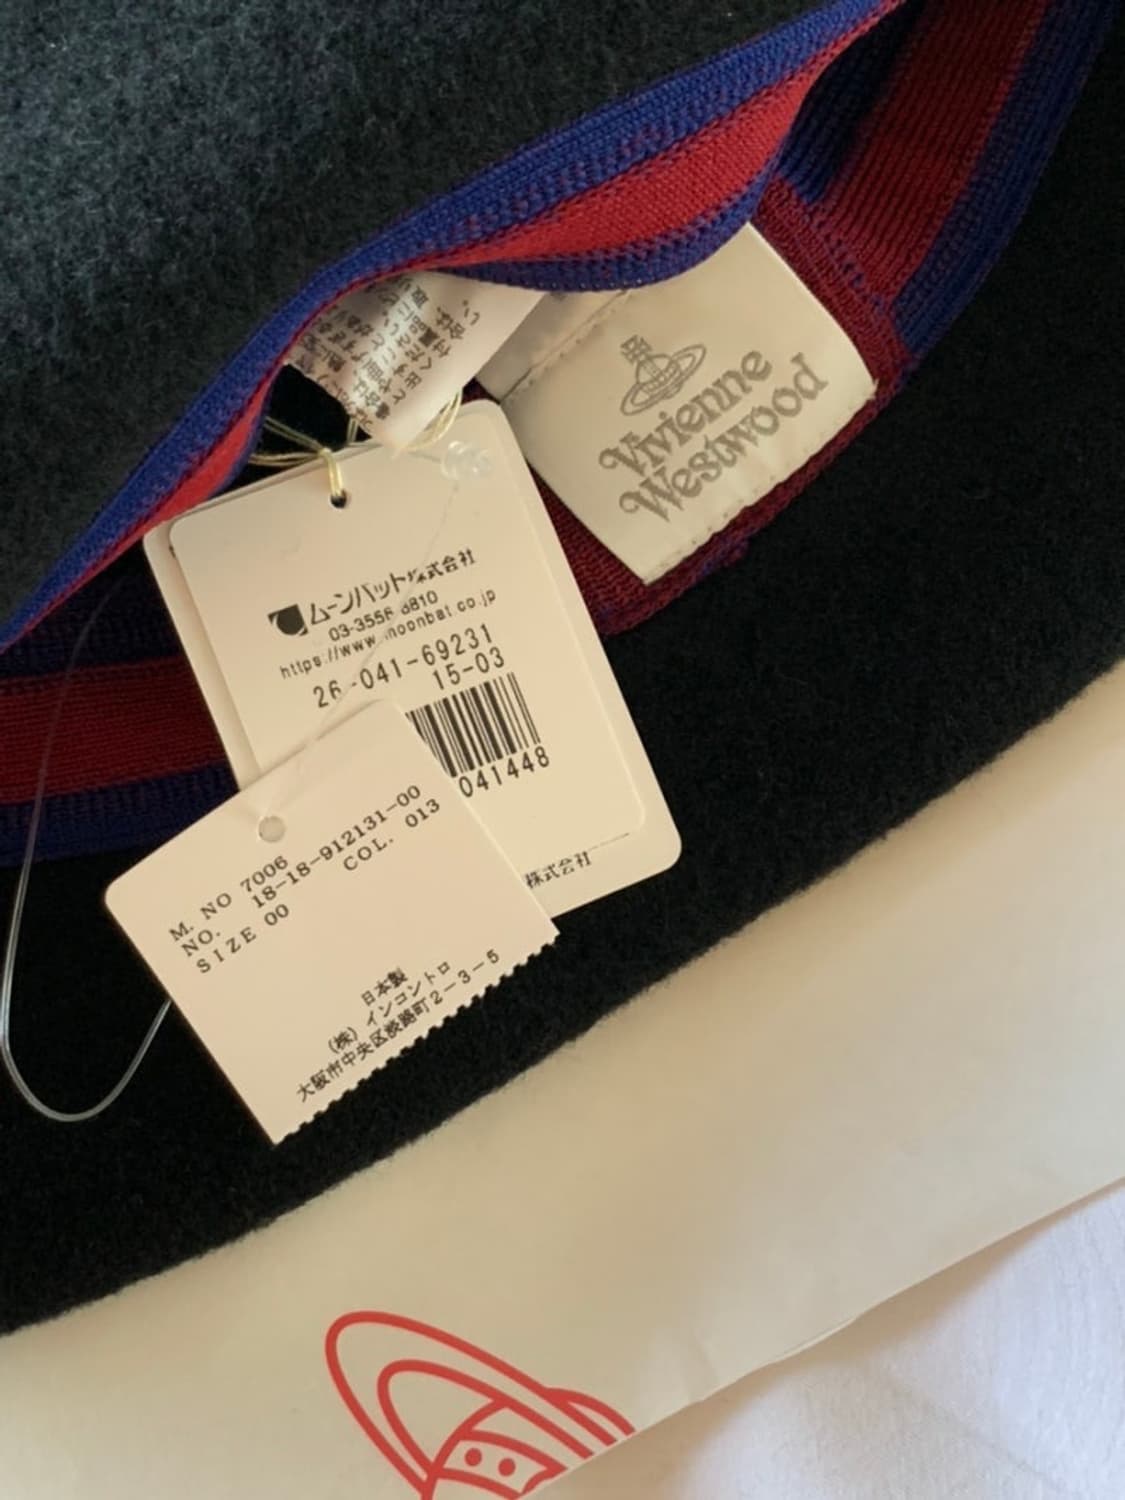 Vivienne
Westwood
ムーンバット株式会社
https://www.moonbat.co.jp
26-041-69231
15-03
041448
株式会社
M. NO 7006
NO. 18-18-912131-00
SIZE 00 COL. 013
日本製
(株) インコントロ
大阪市中央区淡路町2-3-5